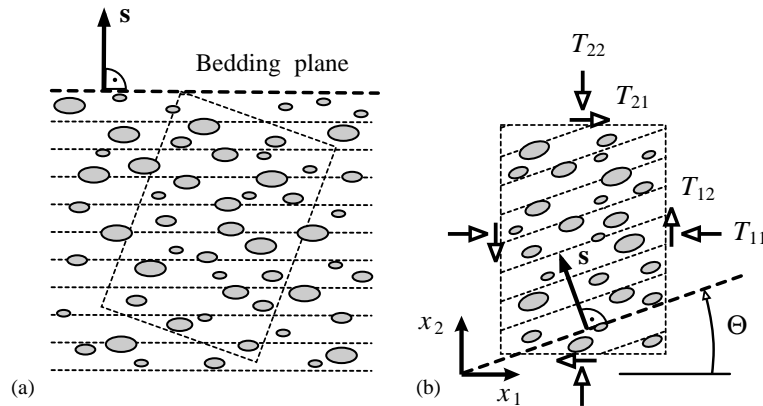 s
Bedding plane
(a)
T22
T21
T12
T11
s
x2
x1
Θ
(b)